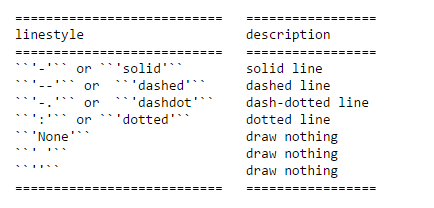 ===========================   =================
linestyle                     description
===========================   =================
``'-'`` or ``'solid'``        solid line
``'--'`` or  ``'dashed'``     dashed line
``'-.'`` or  ``'dashdot'``    dash-dotted line
``':'`` or ``'dotted'``       dotted line
``'None'``                    draw nothing
``' '``                       draw nothing
``''``                        draw nothing
===========================   =================